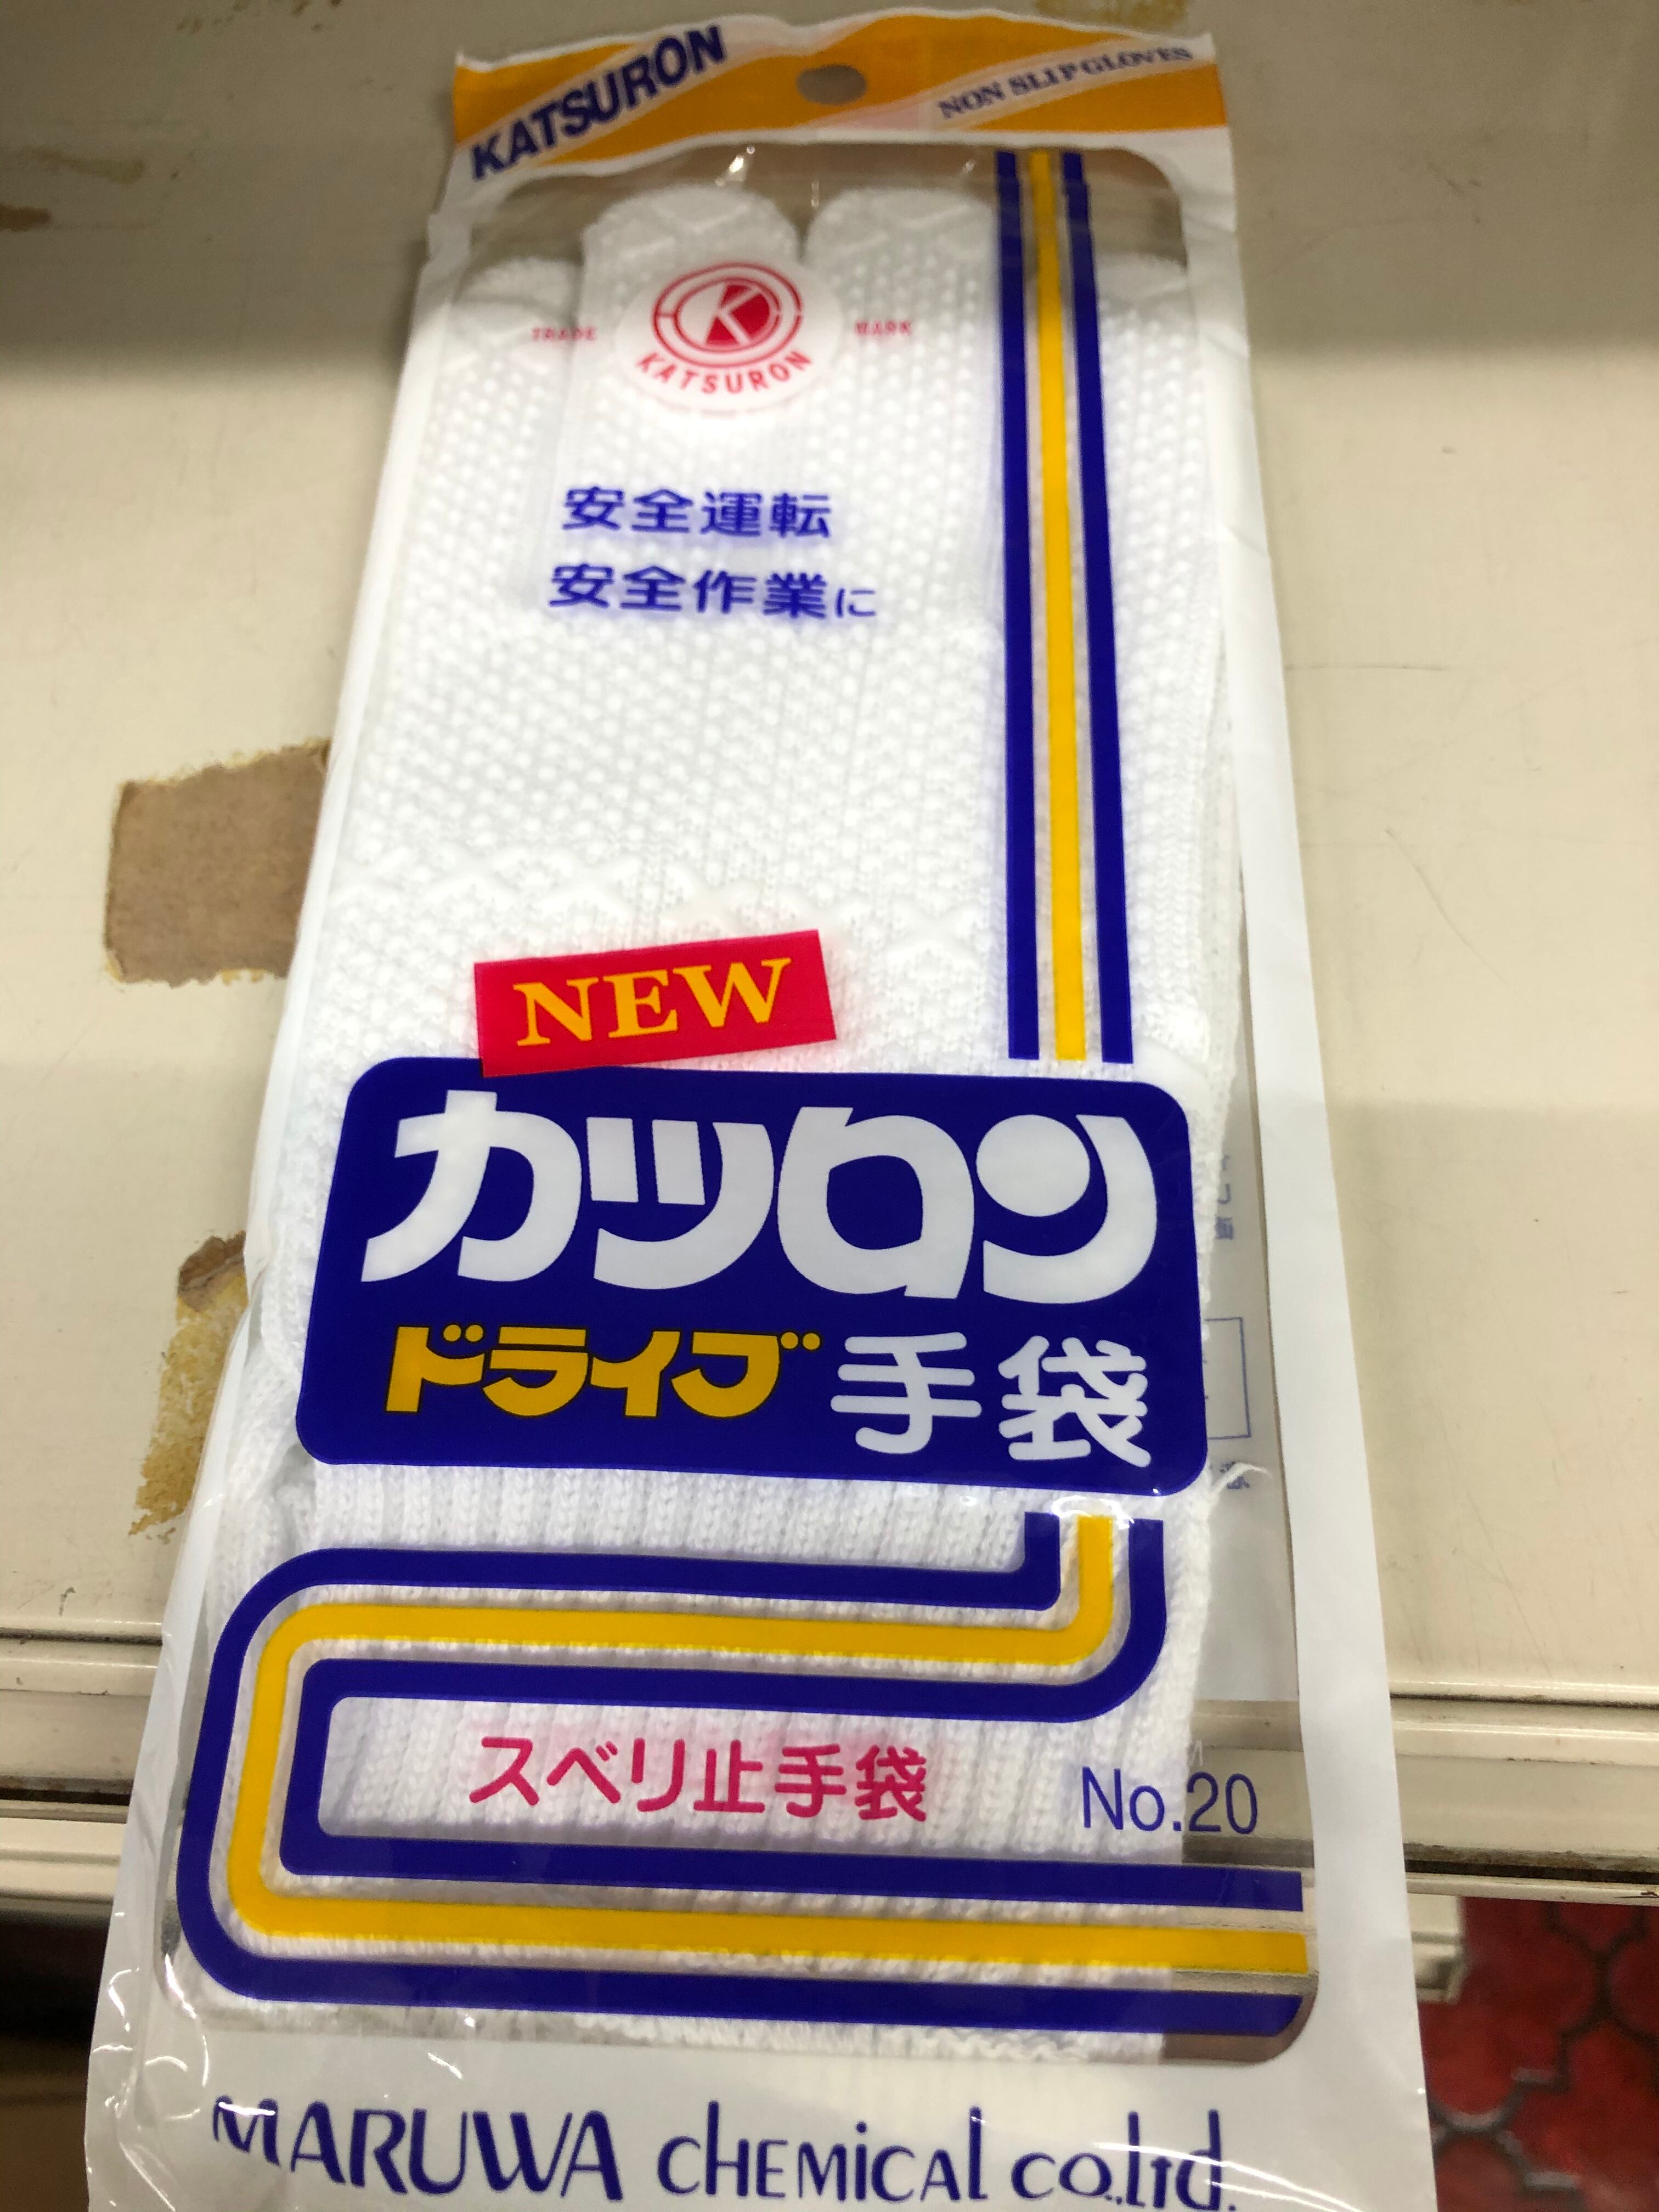 KATSURON
NON SLIP GLOVES
K
TRADE MARK
KATSURON
安全運転
安全作業に
NEW
カツロン
ドライブ手袋
スベリ止手袋
No.20
MARUWA CHEMICAL CO.,LTD.